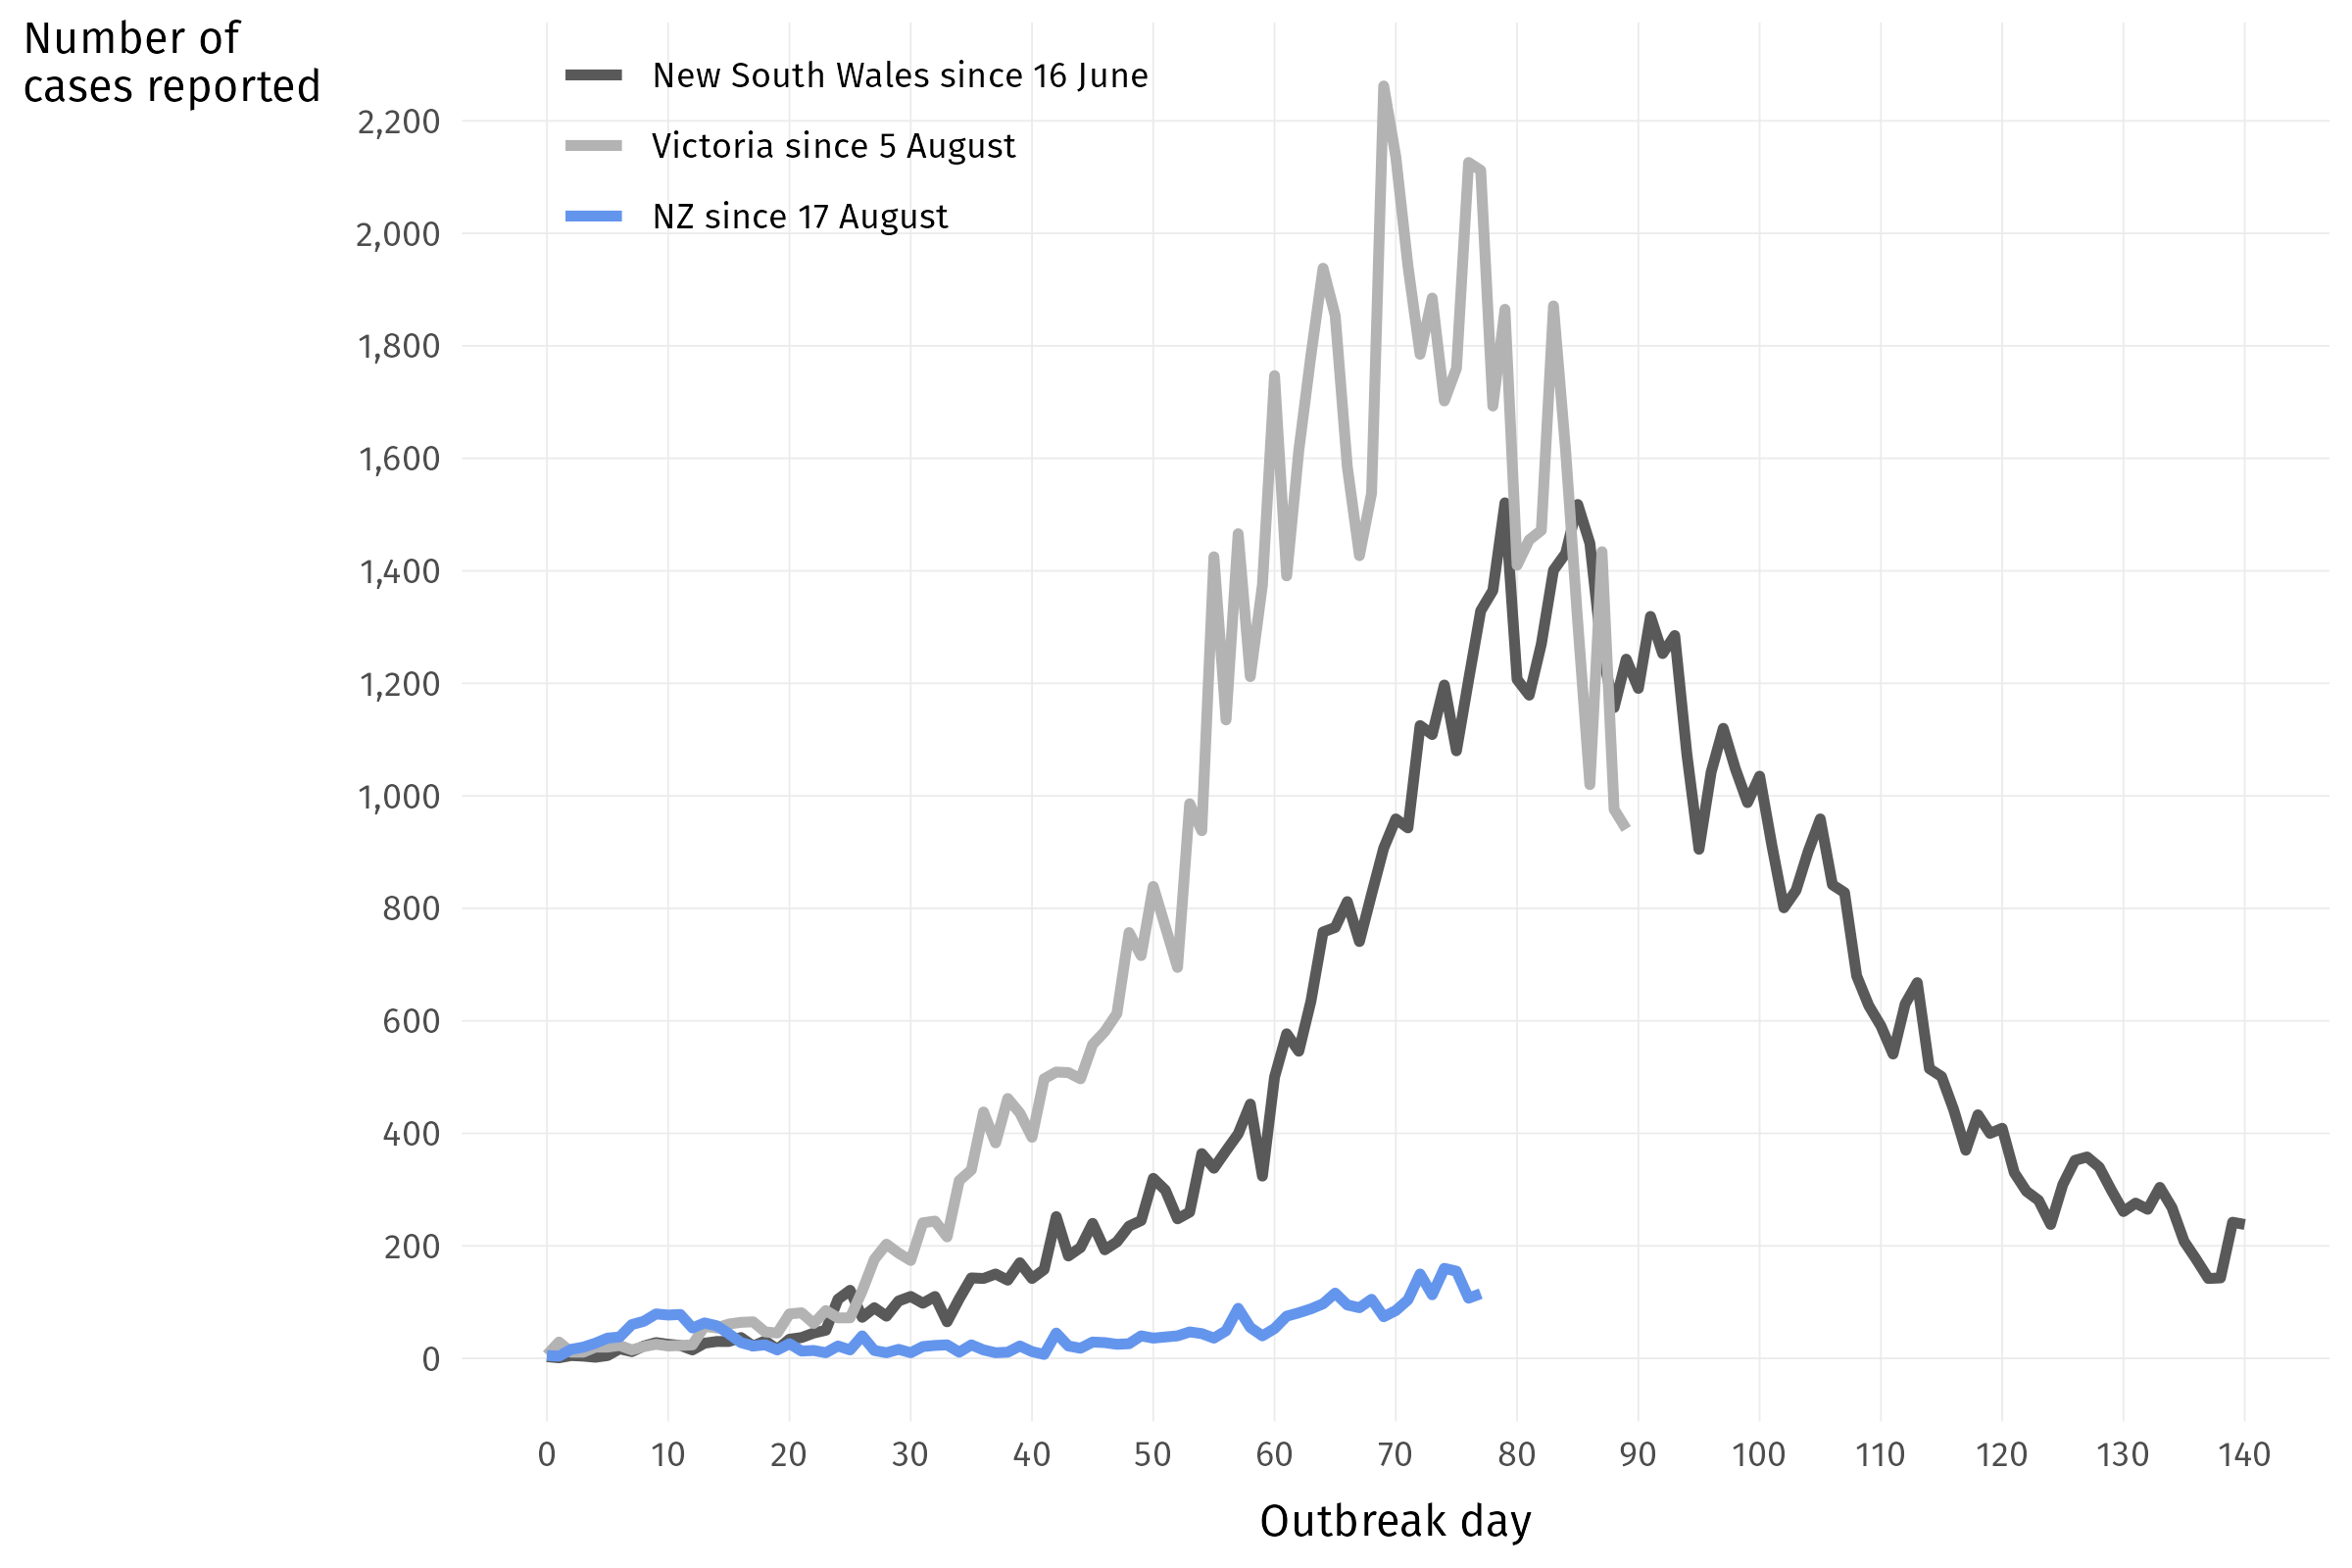 Number of
cases reported
New South Wales since 16 June
Victoria since 5 August
NZ since 17 August
2,200
2,000
1,800
1,600
1,400
1,200
1,000
800
600
400
200
0
0 10 20 30 40 50 60 70 80 90 100 110 120 130 140
Outbreak day